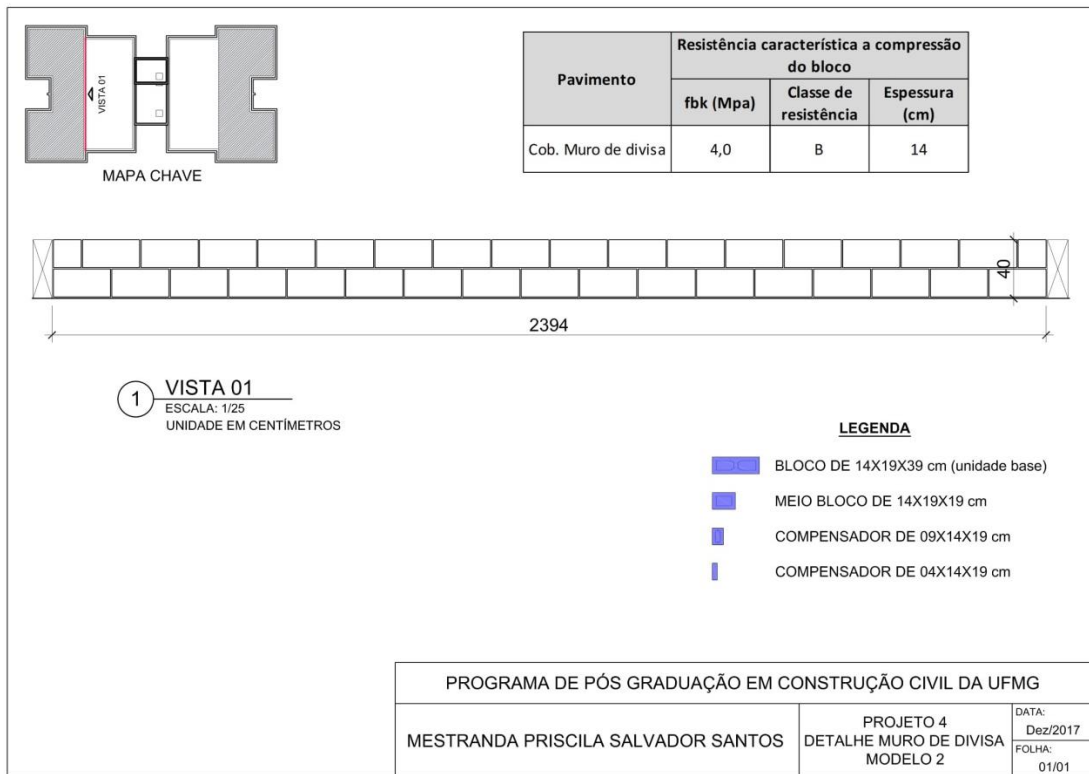 VISTA 01
MAPA CHAVE
Pavimento
Resistência característica a compressão
do bloco
fbk (Mpa)
Classe de
resistência
Espessura
(cm)
Cob. Muro de divisa
4,0
B
14
40
2394
1
VISTA 01
ESCALA: 1/25
UNIDADE EM CENTÍMETROS
LEGENDA
BLOCO DE 14X19X39 cm (unidade base)
MEIO BLOCO DE 14X19X19 cm
COMPENSADOR DE 09X14X19 cm
COMPENSADOR DE 04X14X19 cm
PROGRAMA DE PÓS GRADUAÇÃO EM CONSTRUÇÃO CIVIL DA UFMG
MESTRANDA PRISCILA SALVADOR SANTOS
PROJETO 4
DETALHE MURO DE DIVISA
MODELO 2
DATA:
Dez/2017
FOLHA:
01/01